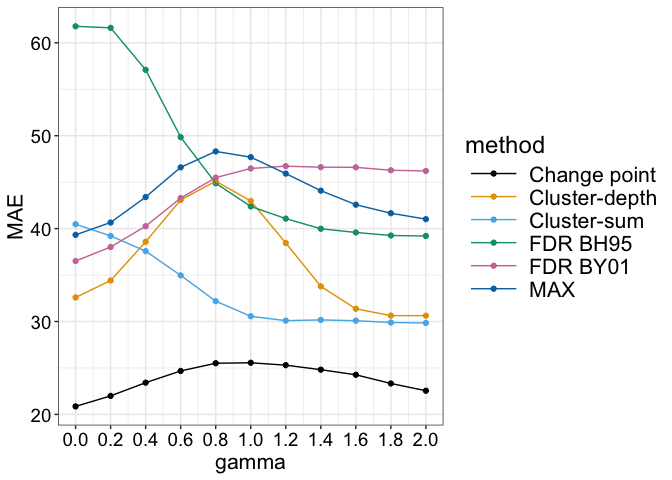 60
50
40
30
20
MAE
0.0 0.2 0.4 0.6 0.8 1.0 1.2 1.4 1.6 1.8 2.0
gamma
method
Change point
Cluster-depth
Cluster-sum
FDR BH95
FDR BY01
MAX